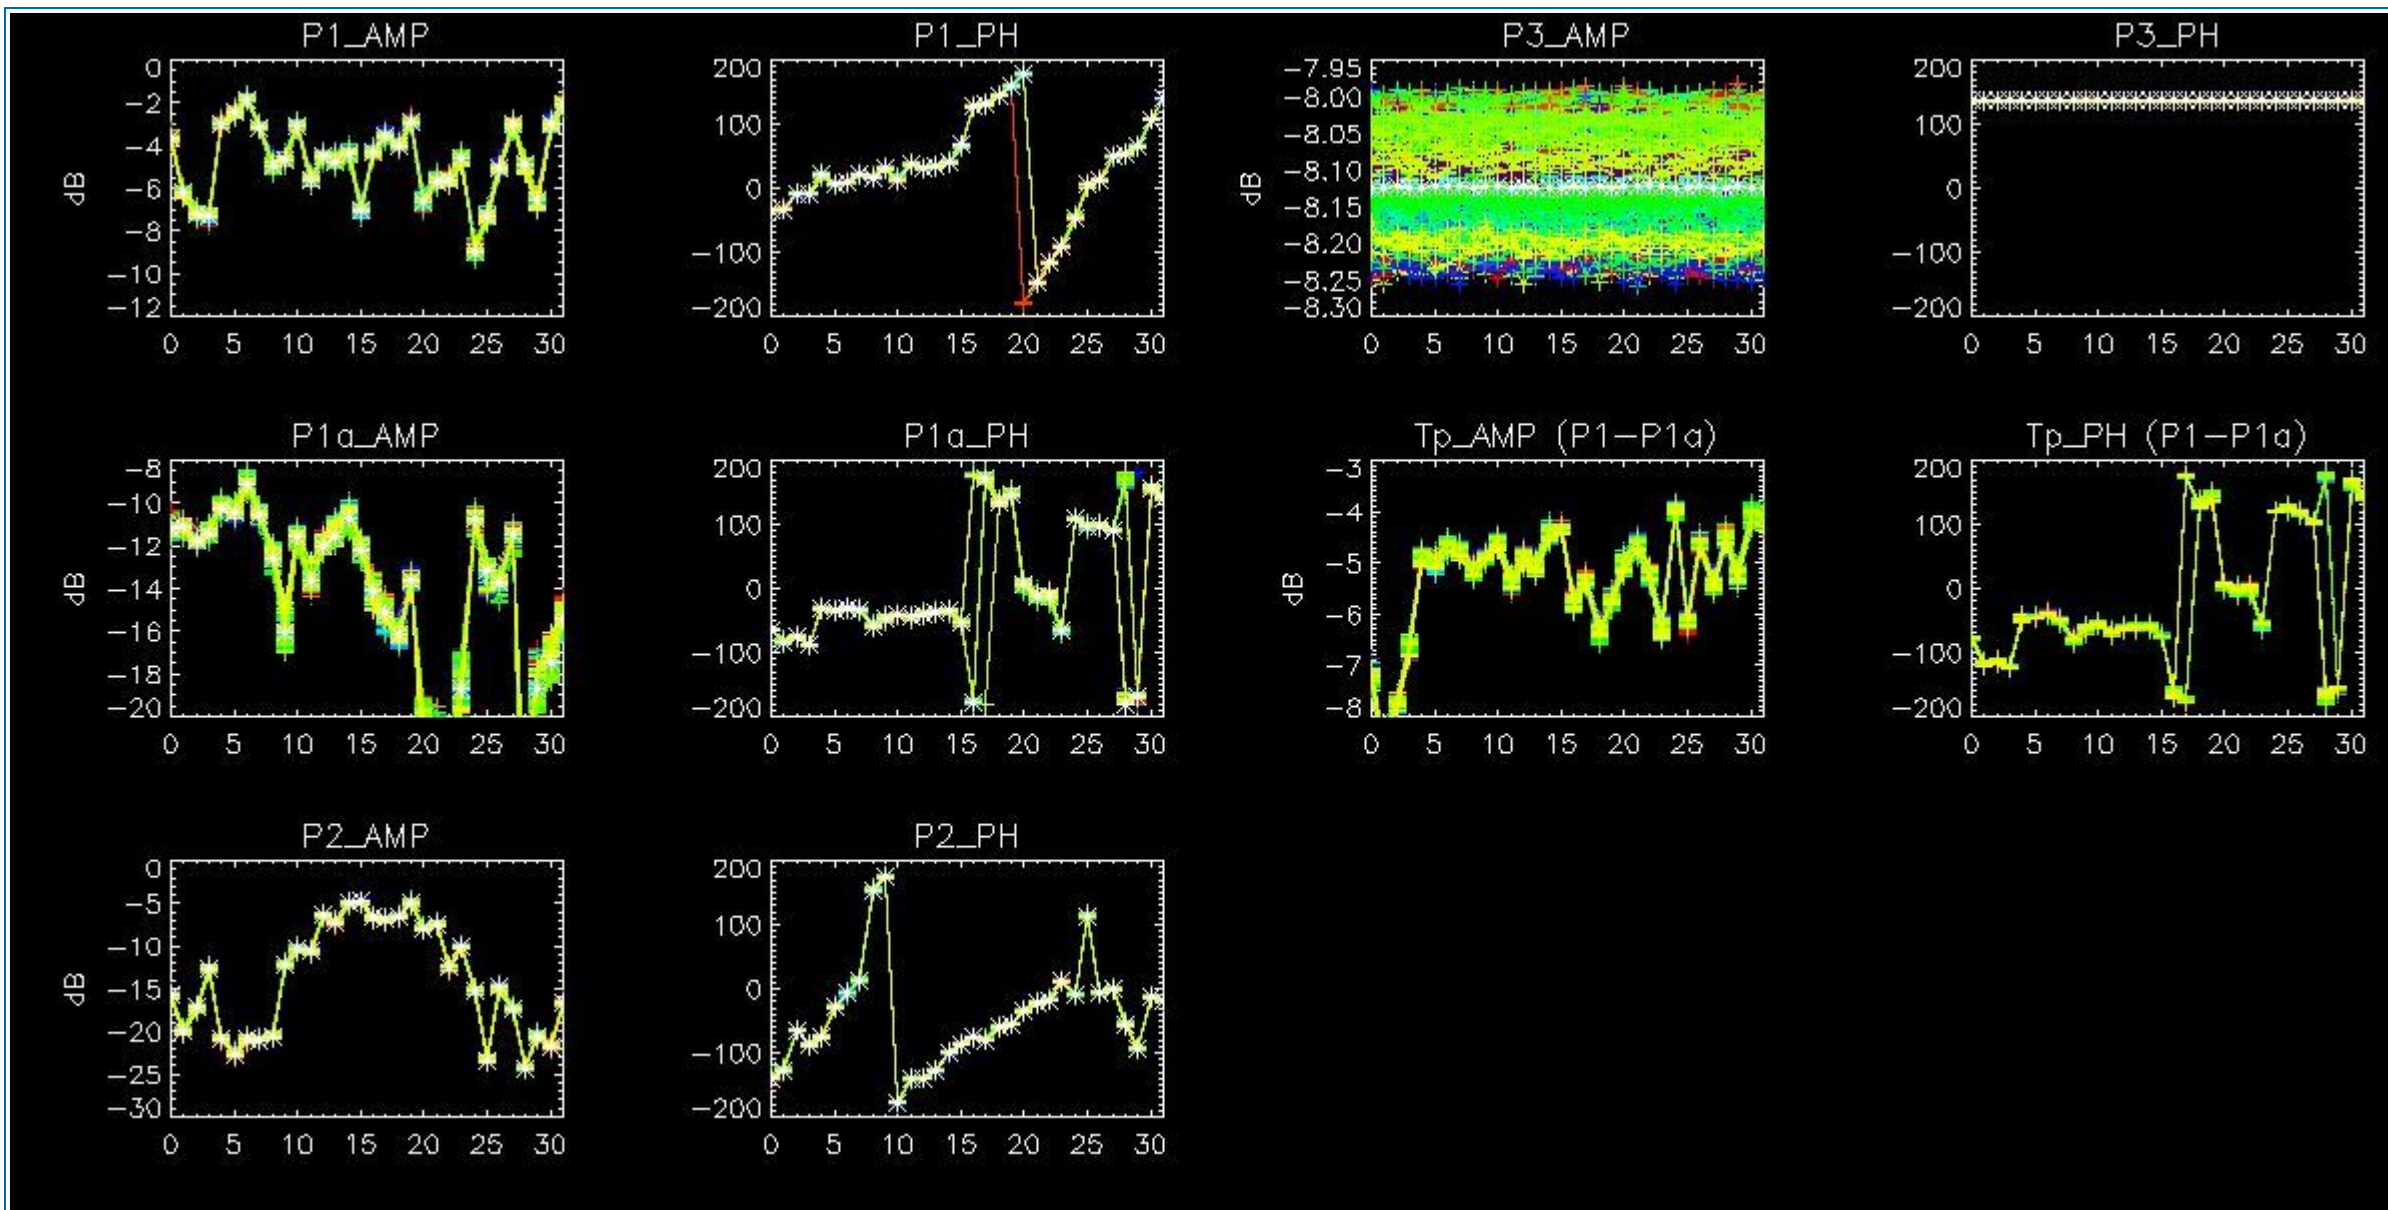 P1_AMP
P1_PH
P3_AMP
P3_PH
0
−2
−4
−6
−8
−10
−12
dB
0 5 10 15 20 25 30
200
100
0
−100
−200
0 5 10 15 20 25 30
−7.95
−8.00
−8.05
−8.10
−8.15
−8.20
−8.25
−8.30
dB
0 5 10 15 20 25 30
200
100
0
−100
−200
0 5 10 15 20 25 30
P1a_AMP
P1a_PH
Tp_AMP (P1−P1a)
Tp_PH (P1−P1a)
−8
−10
−12
−14
−16
−18
−20
dB
0 5 10 15 20 25 30
200
100
0
−100
−200
0 5 10 15 20 25 30
−3
−4
−5
−6
−7
−8
dB
0 5 10 15 20 25 30
200
100
0
−100
−200
0 5 10 15 20 25 30
P2_AMP
P2_PH
0
−5
−10
−15
−20
−25
−30
dB
0 5 10 15 20 25 30
200
100
0
−100
−200
0 5 10 15 20 25 30